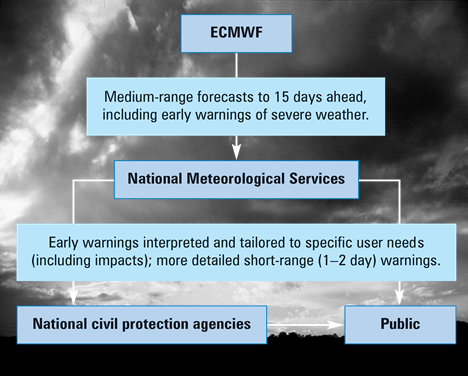 ECMWF
Medium-range forecasts to 15 days ahead,
including early warnings of severe weather.
National Meteorological Services
Early warnings interpreted and tailored to specific user needs
(including impacts); more detailed short-range (1–2 day) warnings.
National civil protection agencies
Public